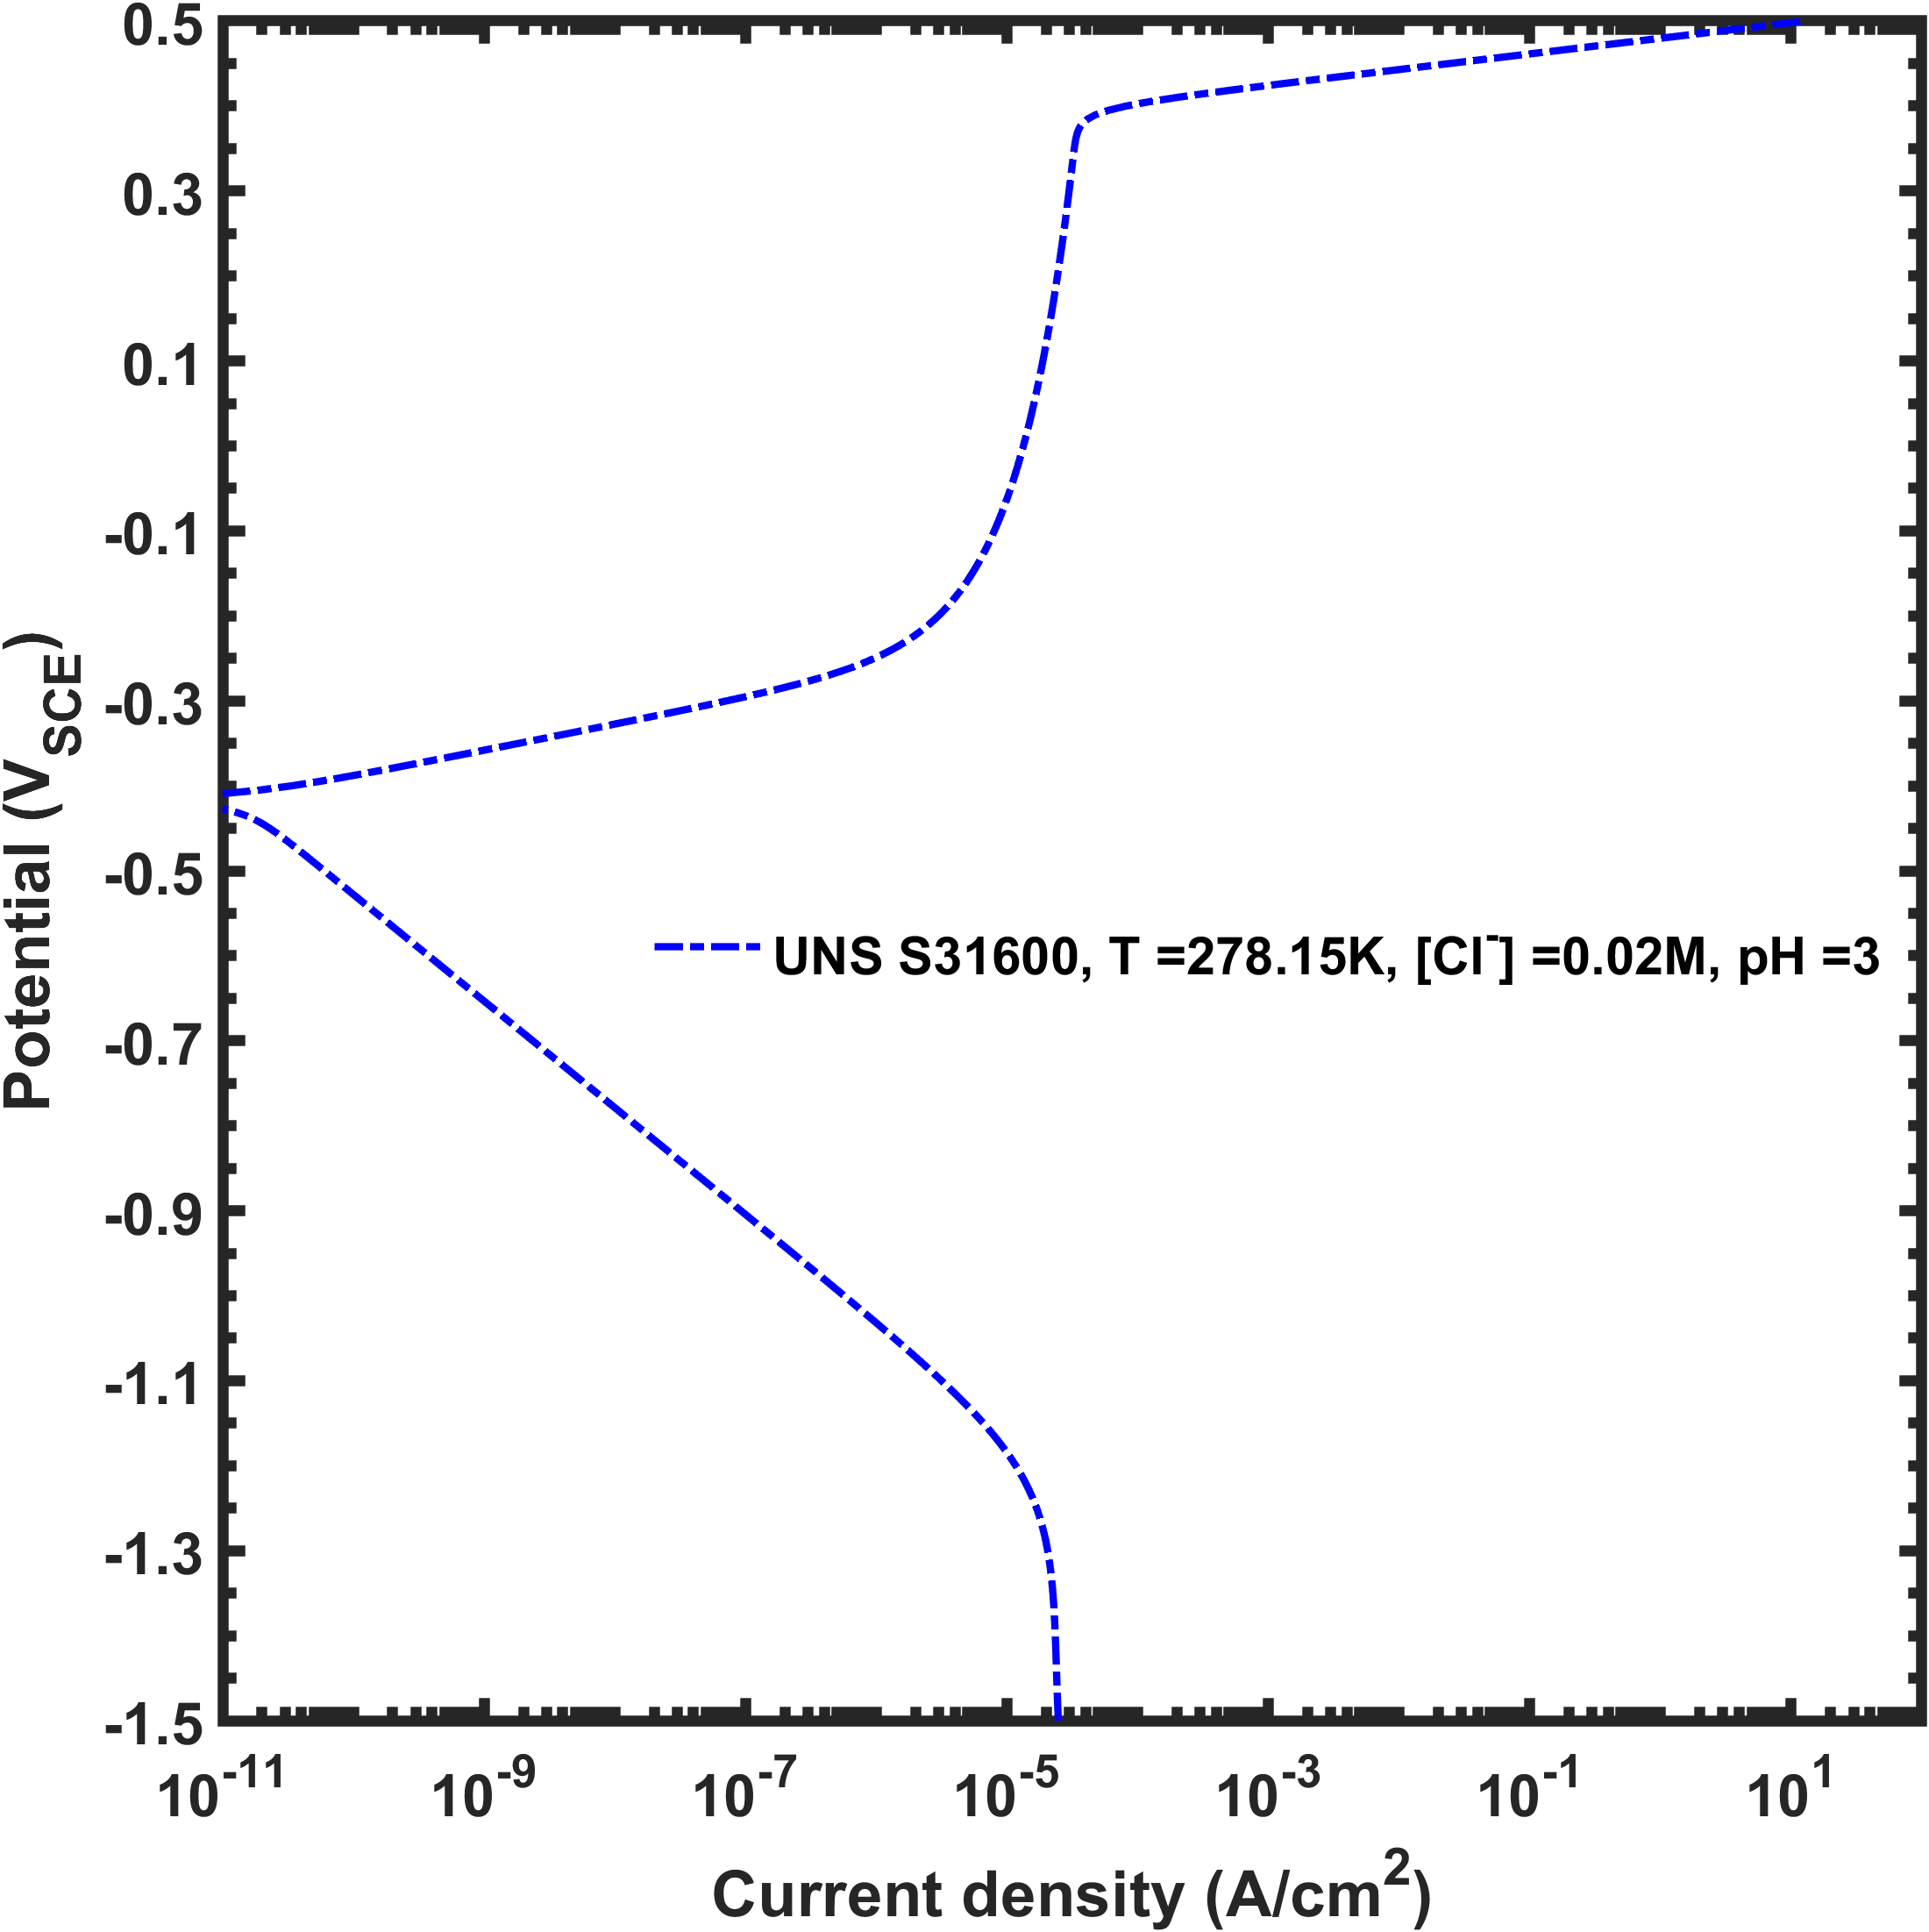 0.5
0.3
0.1
-0.1
-0.3
-0.5
-0.7
-0.9
-1.1
-1.3
-1.5
Potential (V_SCE)
UNS S31600, T =278.15K, [Cl⁻] =0.02M, pH =3
10⁻¹¹ 10⁻⁹ 10⁻⁷ 10⁻⁵ 10⁻³ 10⁻¹ 10¹
Current density (A/cm²)